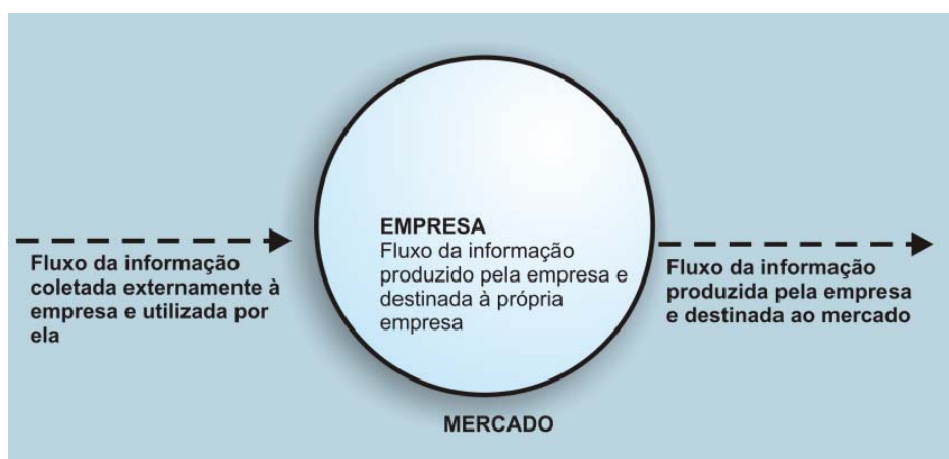 Fluxo da informação
coletada externamente à
empresa e utilizada por
ela
EMPRESA
Fluxo da informação
produzido pela empresa e
destinada à própria
empresa
Fluxo da informação
produzida pela empresa
e destinada ao mercado
MERCADO